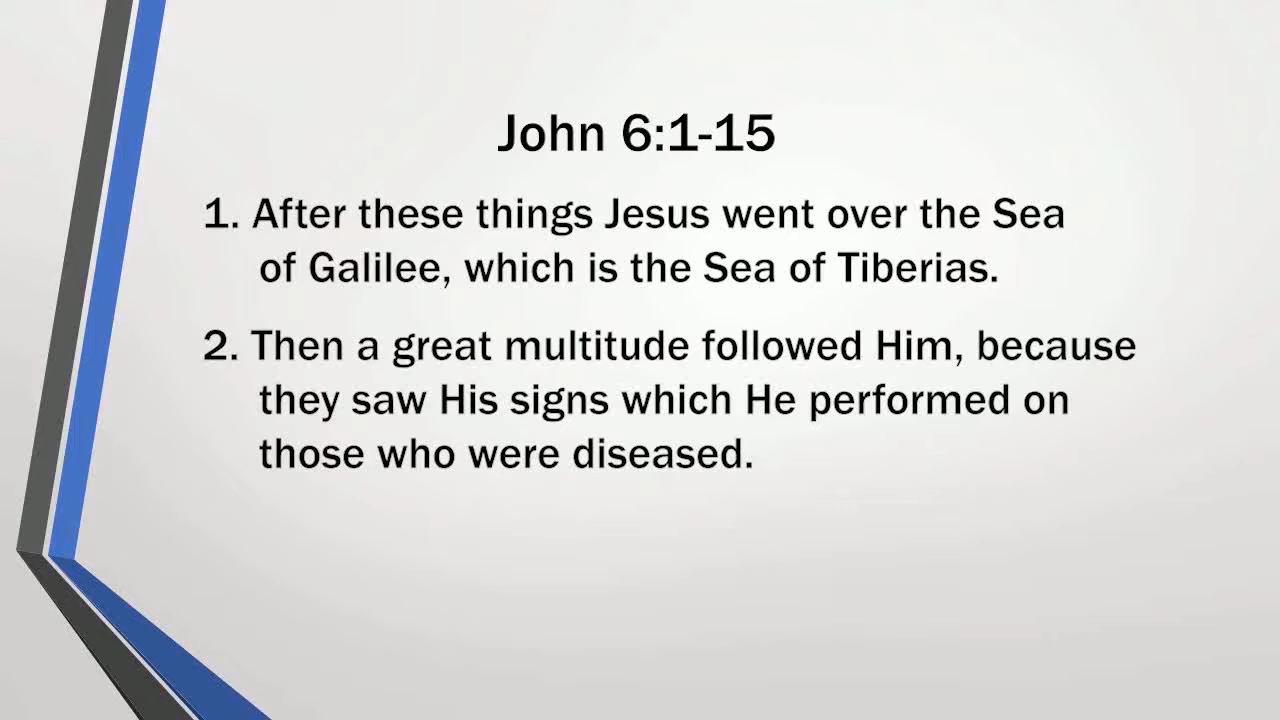 John 6:1-15
1. After these things Jesus went over the Sea
of Galilee, which is the Sea of Tiberias.
2. Then a great multitude followed Him, because
they saw His signs which He performed on
those who were diseased.